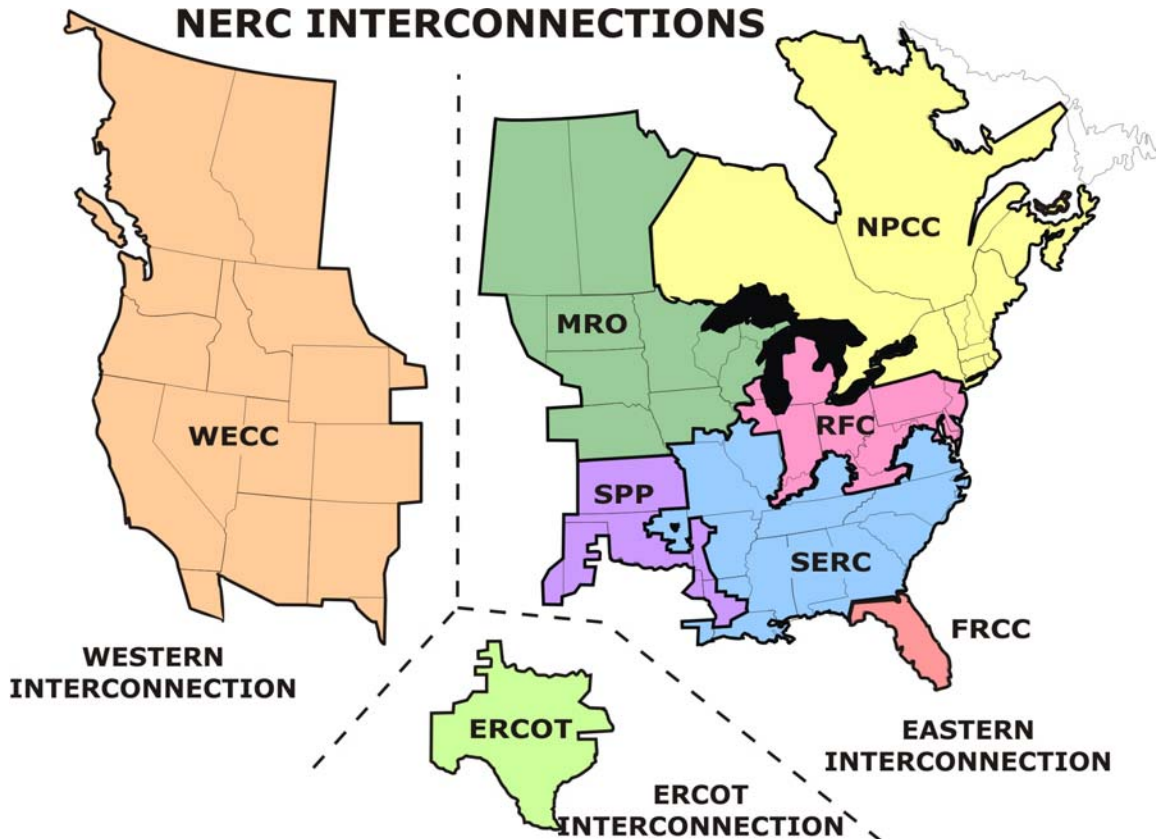 NERC INTERCONNECTIONS
NPCC
MRO
RFC
WECC
SPP
SERC
FRCC
WESTERN
INTERCONNECTION
ERCOT
EASTERN
INTERCONNECTION
ERCOT
INTERCONNECTION